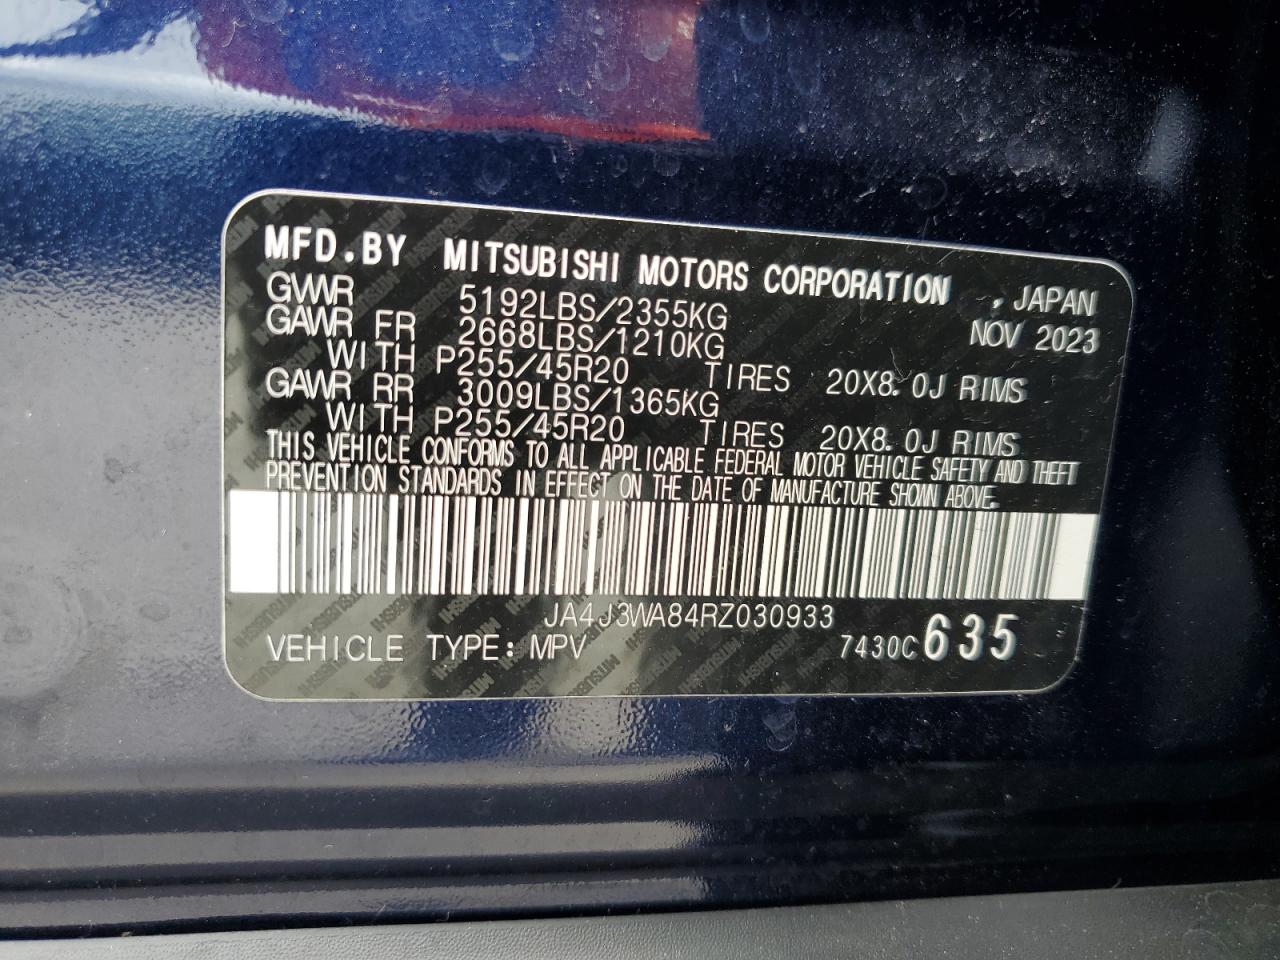 MFD.BY MITSUBISHI MOTORS CORPORATION , JAPAN
GVWR 5192LBS/2355KG NOV 2023
GAWR FR 2668LBS/1210KG
WITH P255/45R20 TIRES 20X8.0J RIMS
GAWR RR 3009LBS/1365KG
WITH P255/45R20 TIRES 20X8.0J RIMS
THIS VEHICLE CONFORMS TO ALL APPLICABLE FEDERAL MOTOR VEHICLE SAFETY AND THEFT
PREVENTION STANDARDS IN EFFECT ON THE DATE OF MANUFACTURE SHOWN ABOVE.
JA4J3WA84RZ030933
VEHICLE TYPE: MPV 7430C 635